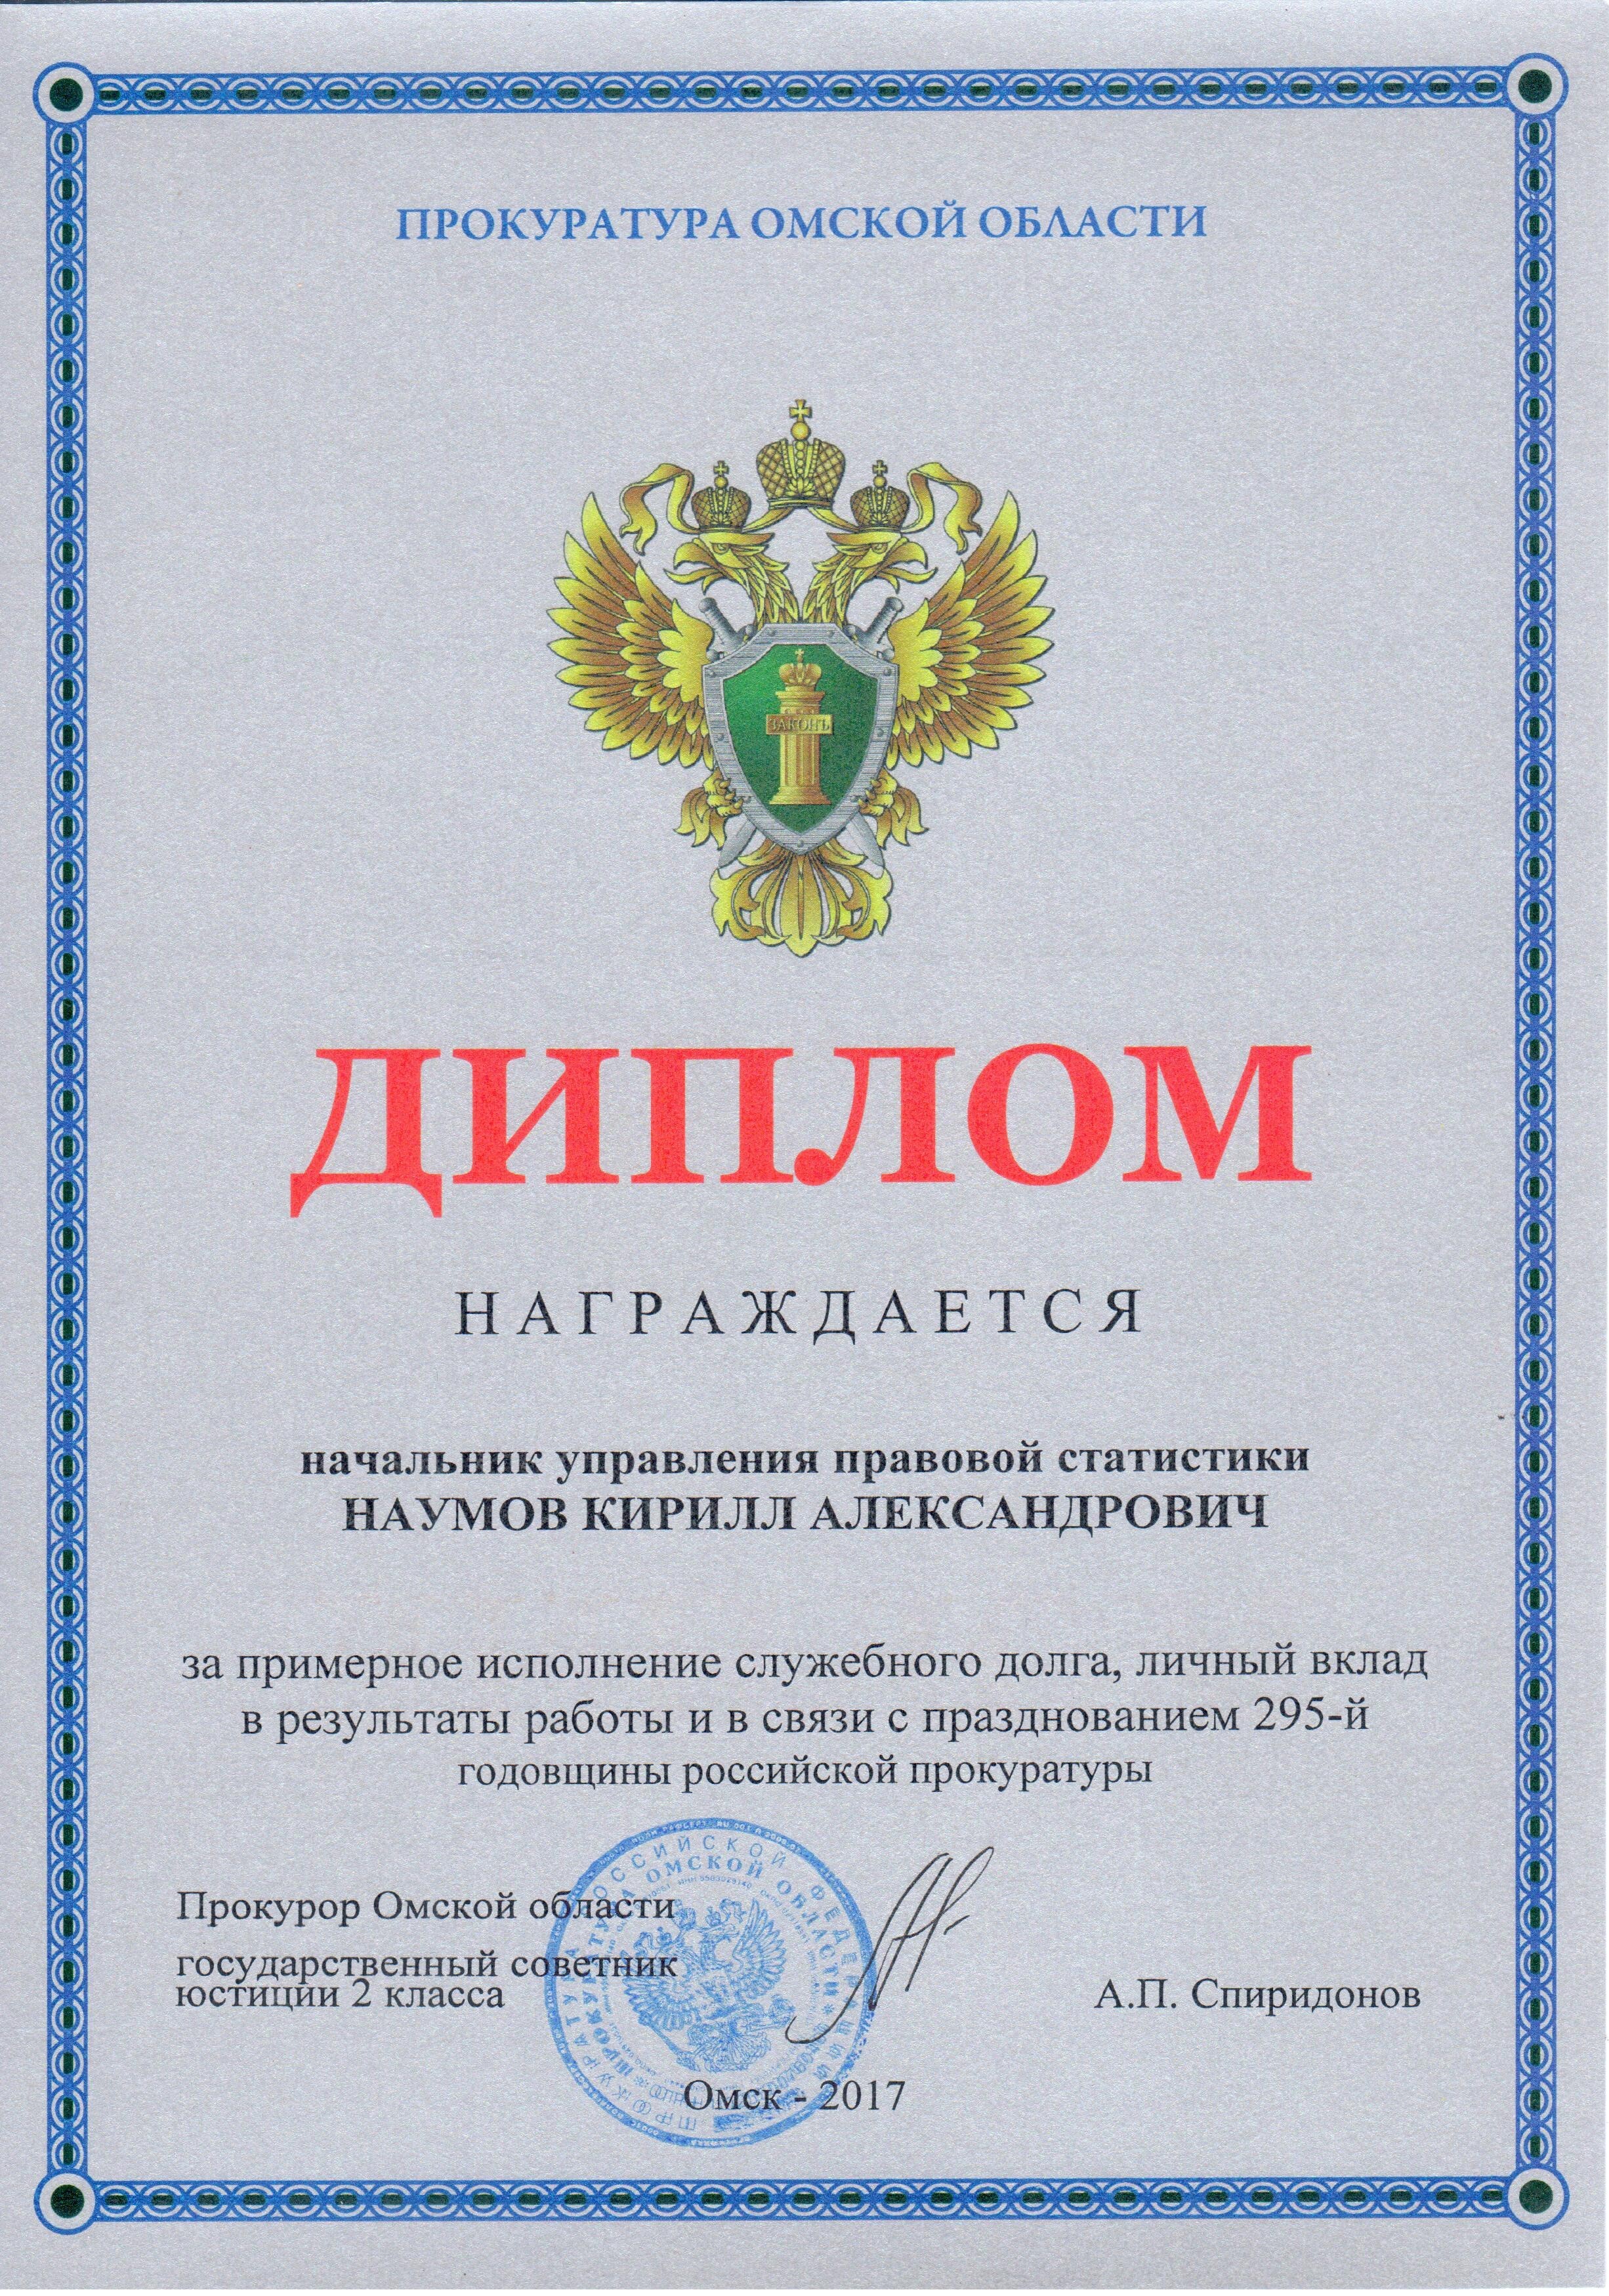 ПРОКУРАТУРА ОМСКОЙ ОБЛАСТИ
ЗАКОНЪ
ДИПЛОМ
НАГРАЖДАЕТСЯ
начальник управления правовой статистики
НАУМОВ КИРИЛЛ АЛЕКСАНДРОВИЧ
за примерное исполнение служебного долга, личный вклад
в результаты работы и в связи с празднованием 295-й
годовщины российской прокуратуры
Прокурор Омской области
государственный советник
юстиции 2 класса
А.П. Спиридонов
ПРОКУРАТУРА РОССИЙСКОЙ ФЕДЕРАЦИИ
ПРОКУРАТУРА ОМСКОЙ ОБЛАСТИ
Омск - 2017